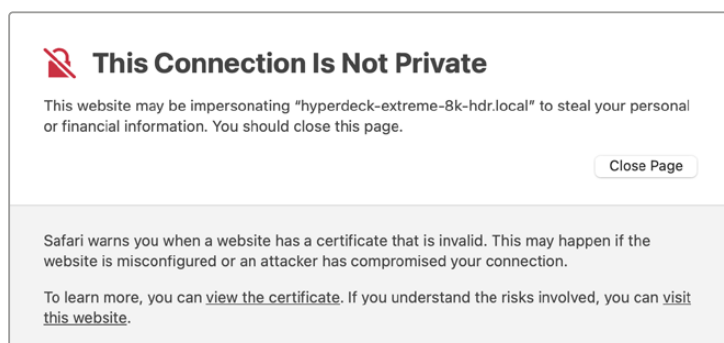 This Connection Is Not Private
This website may be impersonating “hyperdeck-extreme-8k-hdr.local” to steal your personal
or financial information. You should close this page.
Close Page
Safari warns you when a website has a certificate that is invalid. This may happen if the
website is misconfigured or an attacker has compromised your connection.
To learn more, you can view the certificate. If you understand the risks involved, you can visit
this website.